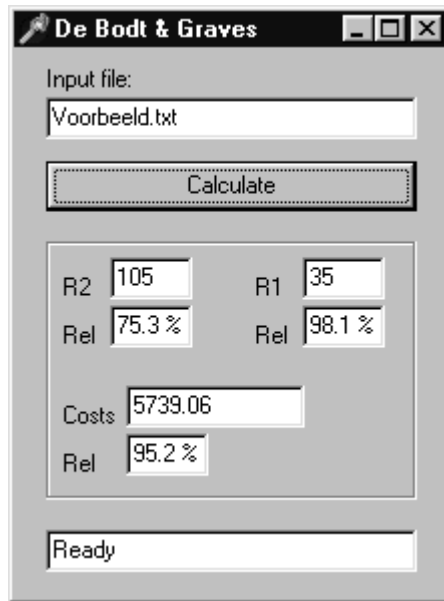 De Bodt & Graves
Input file:
Voorbeeld.txt
Calculate
R2 105 R1 35
Rel 75.3 % Rel 98.1 %
Costs 5739.06
Rel 95.2 %
Ready